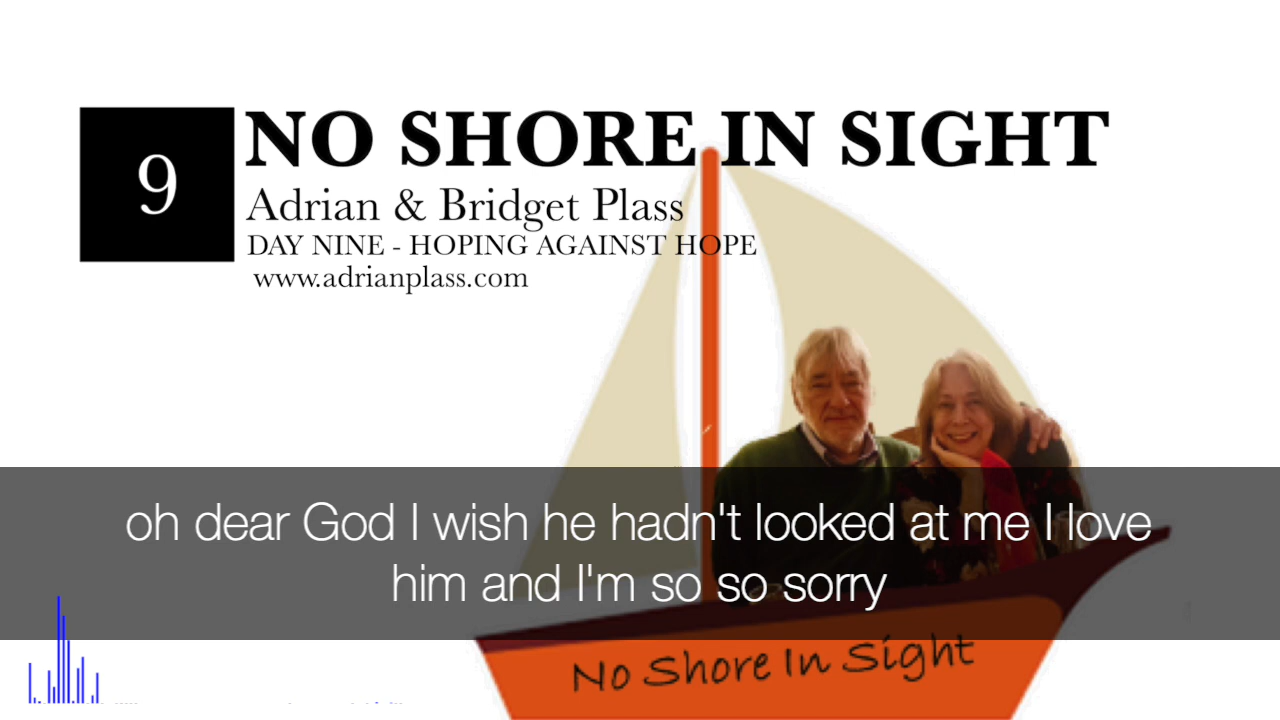 9
NO SHORE IN SIGHT
Adrian & Bridget Plass
DAY NINE - HOPING AGAINST HOPE
www.adrianplass.com
oh dear God I wish he hadn't looked at me I love
him and I'm so so sorry
No Shore In Sight